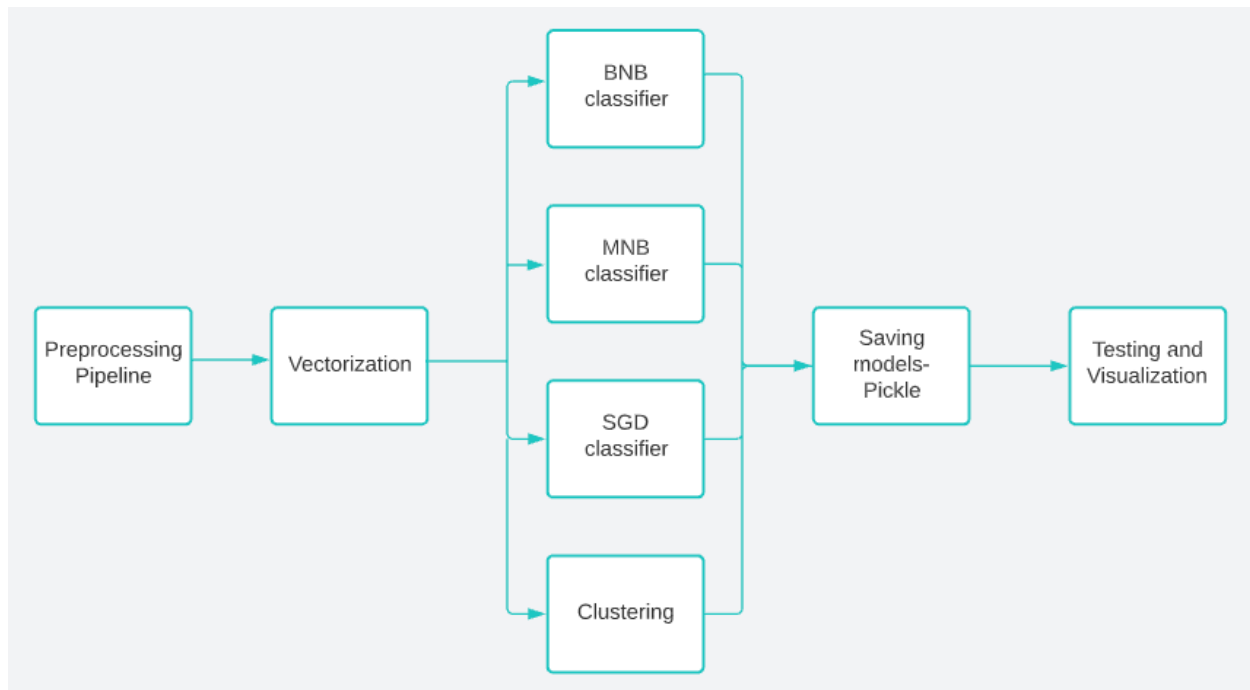 Preprocessing
Pipeline
Vectorization
BNB
classifier
MNB
classifier
SGD
classifier
Clustering
Saving
models-
Pickle
Testing and
Visualization